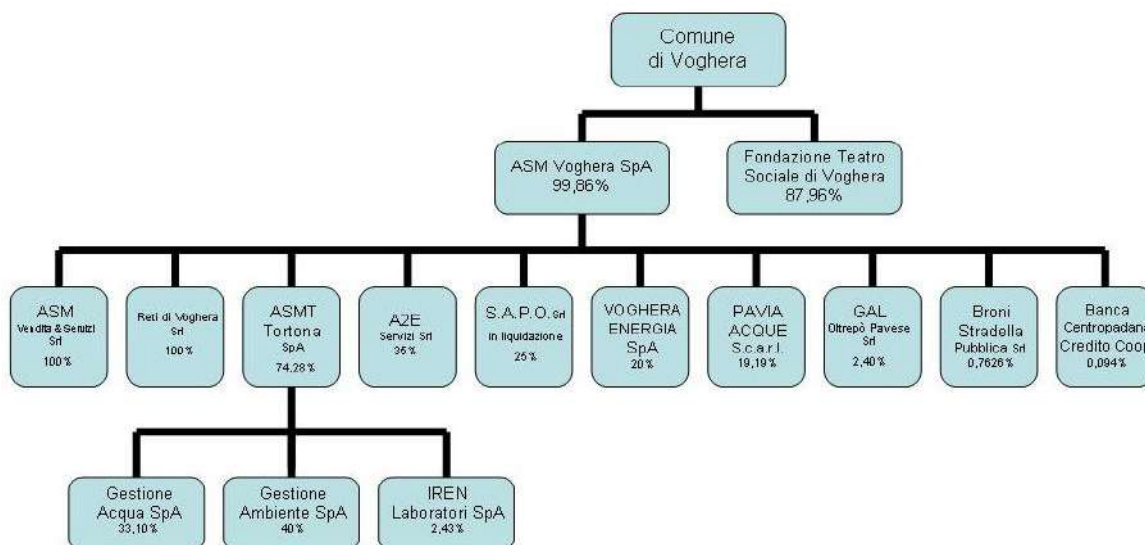 Comune
di Voghera
ASM Voghera SpA
99,86%
Fondazione Teatro
Sociale di Voghera
87,96%
ASM
Vendita & Servizi
Srl
100%
Reti di Voghera
Srl
100%
ASMT
Tortona
SpA
74,28%
A2E
Servizi Srl
35%
S.A.P.O. Srl
in liquidazione
25%
VOGHERA
ENERGIA
SpA
20%
PAVIA
ACQUE
S.c.a.r.l.
19,19%
GAL
Oltrepò Pavese
Srl
2,40%
Broni
Stradella
Pubblica Srl
0,7626%
Banca
Centropadana
Credito Coop
0,094%
Gestione
Acqua SpA
33,10%
Gestione
Ambiente SpA
40%
IREN
Laboratori SpA
2,43%